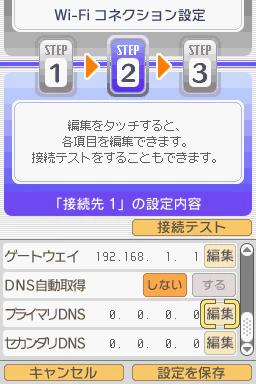 Wi-Fi コネクション設定
STEP 1 STEP 2 STEP 3
編集をタッチすると、
各項目を編集できます。
接続テストをすることもできます。
「接続先 1」の設定内容
接続テスト
ゲートウェイ 192.168. 1. 1 編集
DNS自動取得 しない する
プライマリDNS 0. 0. 0. 0 編集
セカンダリDNS 0. 0. 0. 0 編集
キャンセル 設定を保存